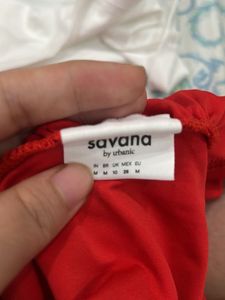 savana
by urbanic
IN BR UK MEX EU
M M 10 28 M